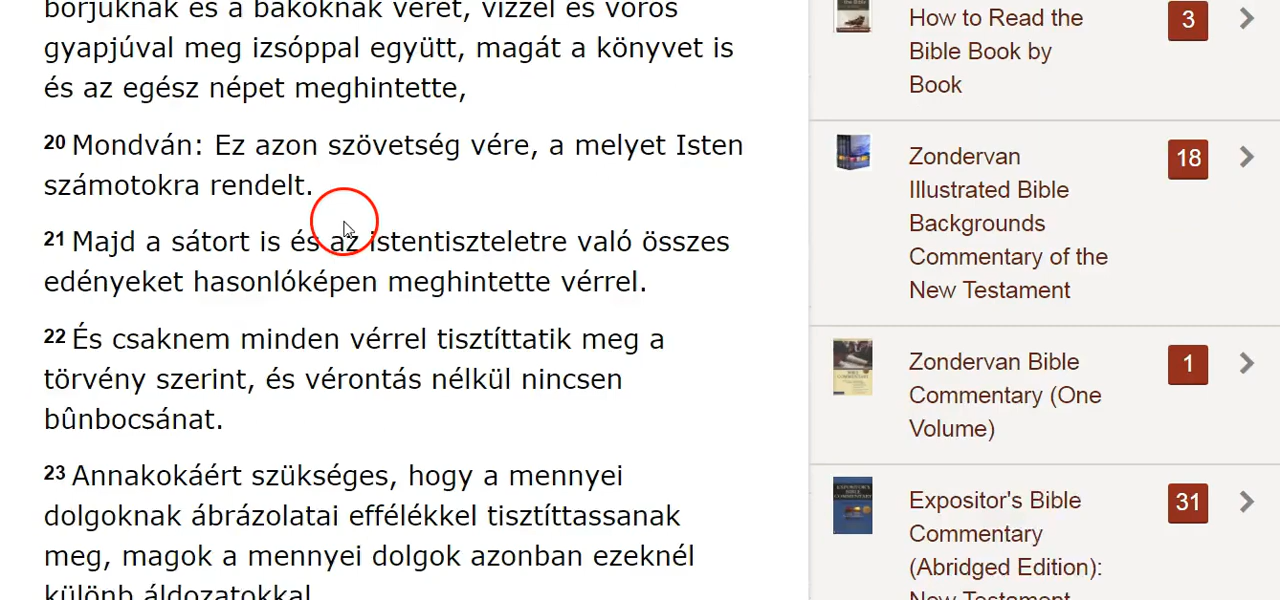 borjúknak és a bakoknak vérét, vízzel és vörös
gyapjúval meg izsóppal együtt, magát a könyvet is
és az egész népet meghintette,
20 Mondván: Ez azon szövetség vére, a melyet Isten
számotokra rendelt.
21 Majd a sátort is és az istentiszteletre való összes
edényeket hasonlóképen meghintette vérrel.
22 És csaknem minden vérrel tisztíttatik meg a
törvény szerint, és vérontás nélkül nincsen
bûnbocsánat.
23 Annakokáért szükséges, hogy a mennyei
dolgoknak ábrázolatai effélékkel tisztíttassanak
meg, magok a mennyei dolgok azonban ezeknél
különb áldozatokkal.
How to Read the
Bible Book by
Book
3
Zondervan
Illustrated Bible
Backgrounds
Commentary of the
New Testament
18
Zondervan Bible
Commentary (One
Volume)
1
Expositor's Bible
Commentary
(Abridged Edition):
New Testament
31